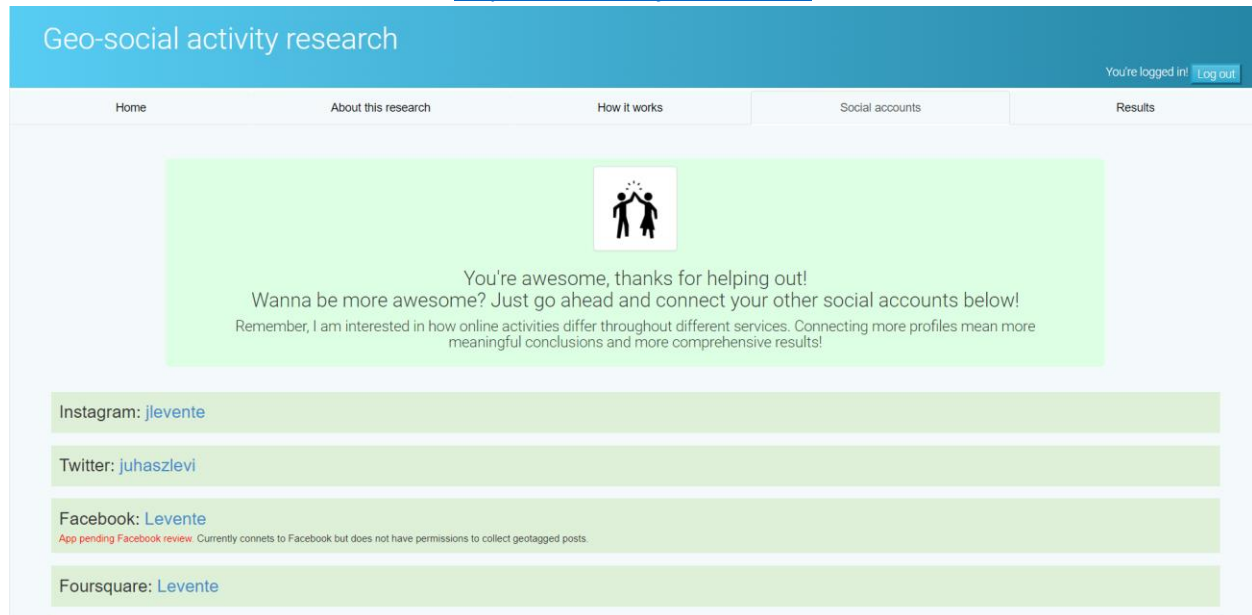 Geo-social activity research
You're logged in! Log out
Home About this research How it works Social accounts Results
You're awesome, thanks for helping out!
Wanna be more awesome? Just go ahead and connect your other social accounts below!
Remember, I am interested in how online activities differ throughout different services. Connecting more profiles mean more
meaningful conclusions and more comprehensive results!
Instagram: jlevente
Twitter: juhaszlevi
Facebook: Levente
App pending Facebook review. Currently connets to Facebook but does not have permissions to collect geotagged posts.
Foursquare: Levente